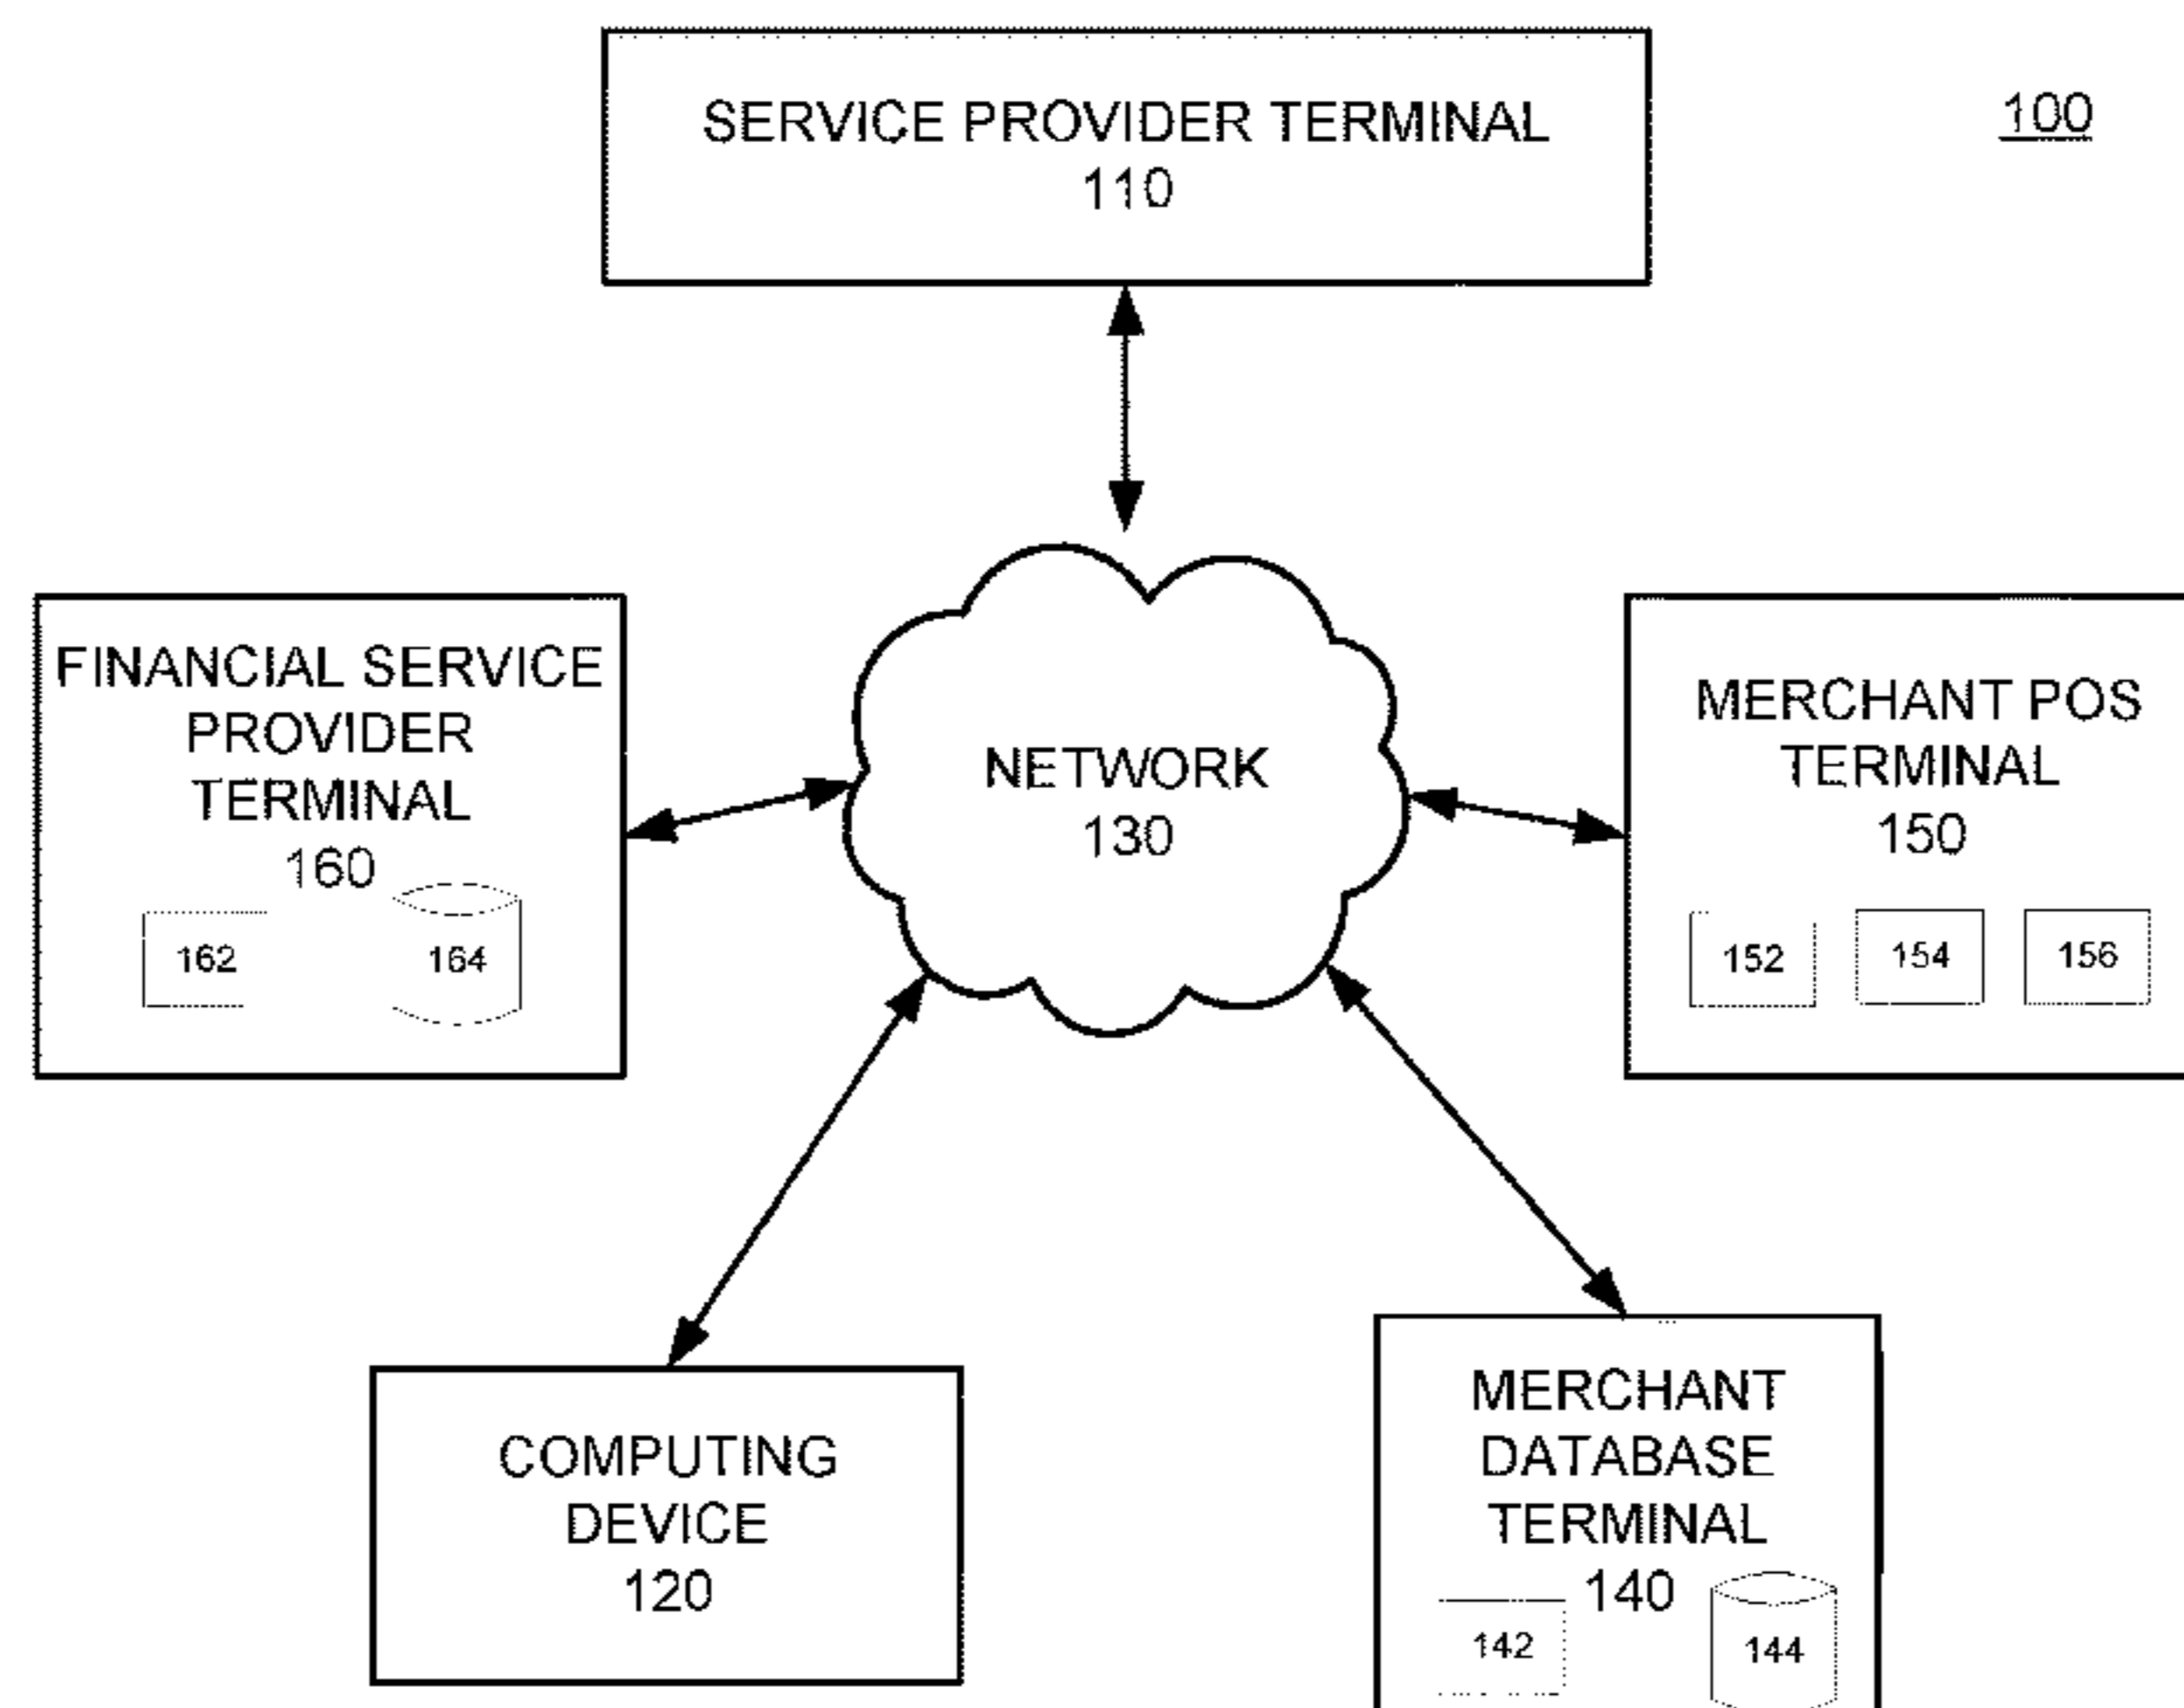 SERVICE PROVIDER TERMINAL
110
100
FINANCIAL SERVICE
PROVIDER
TERMINAL
160
162
164
NETWORK
130
MERCHANT POS
TERMINAL
150
152
154
156
COMPUTING
DEVICE
120
MERCHANT
DATABASE
TERMINAL
140
142
144